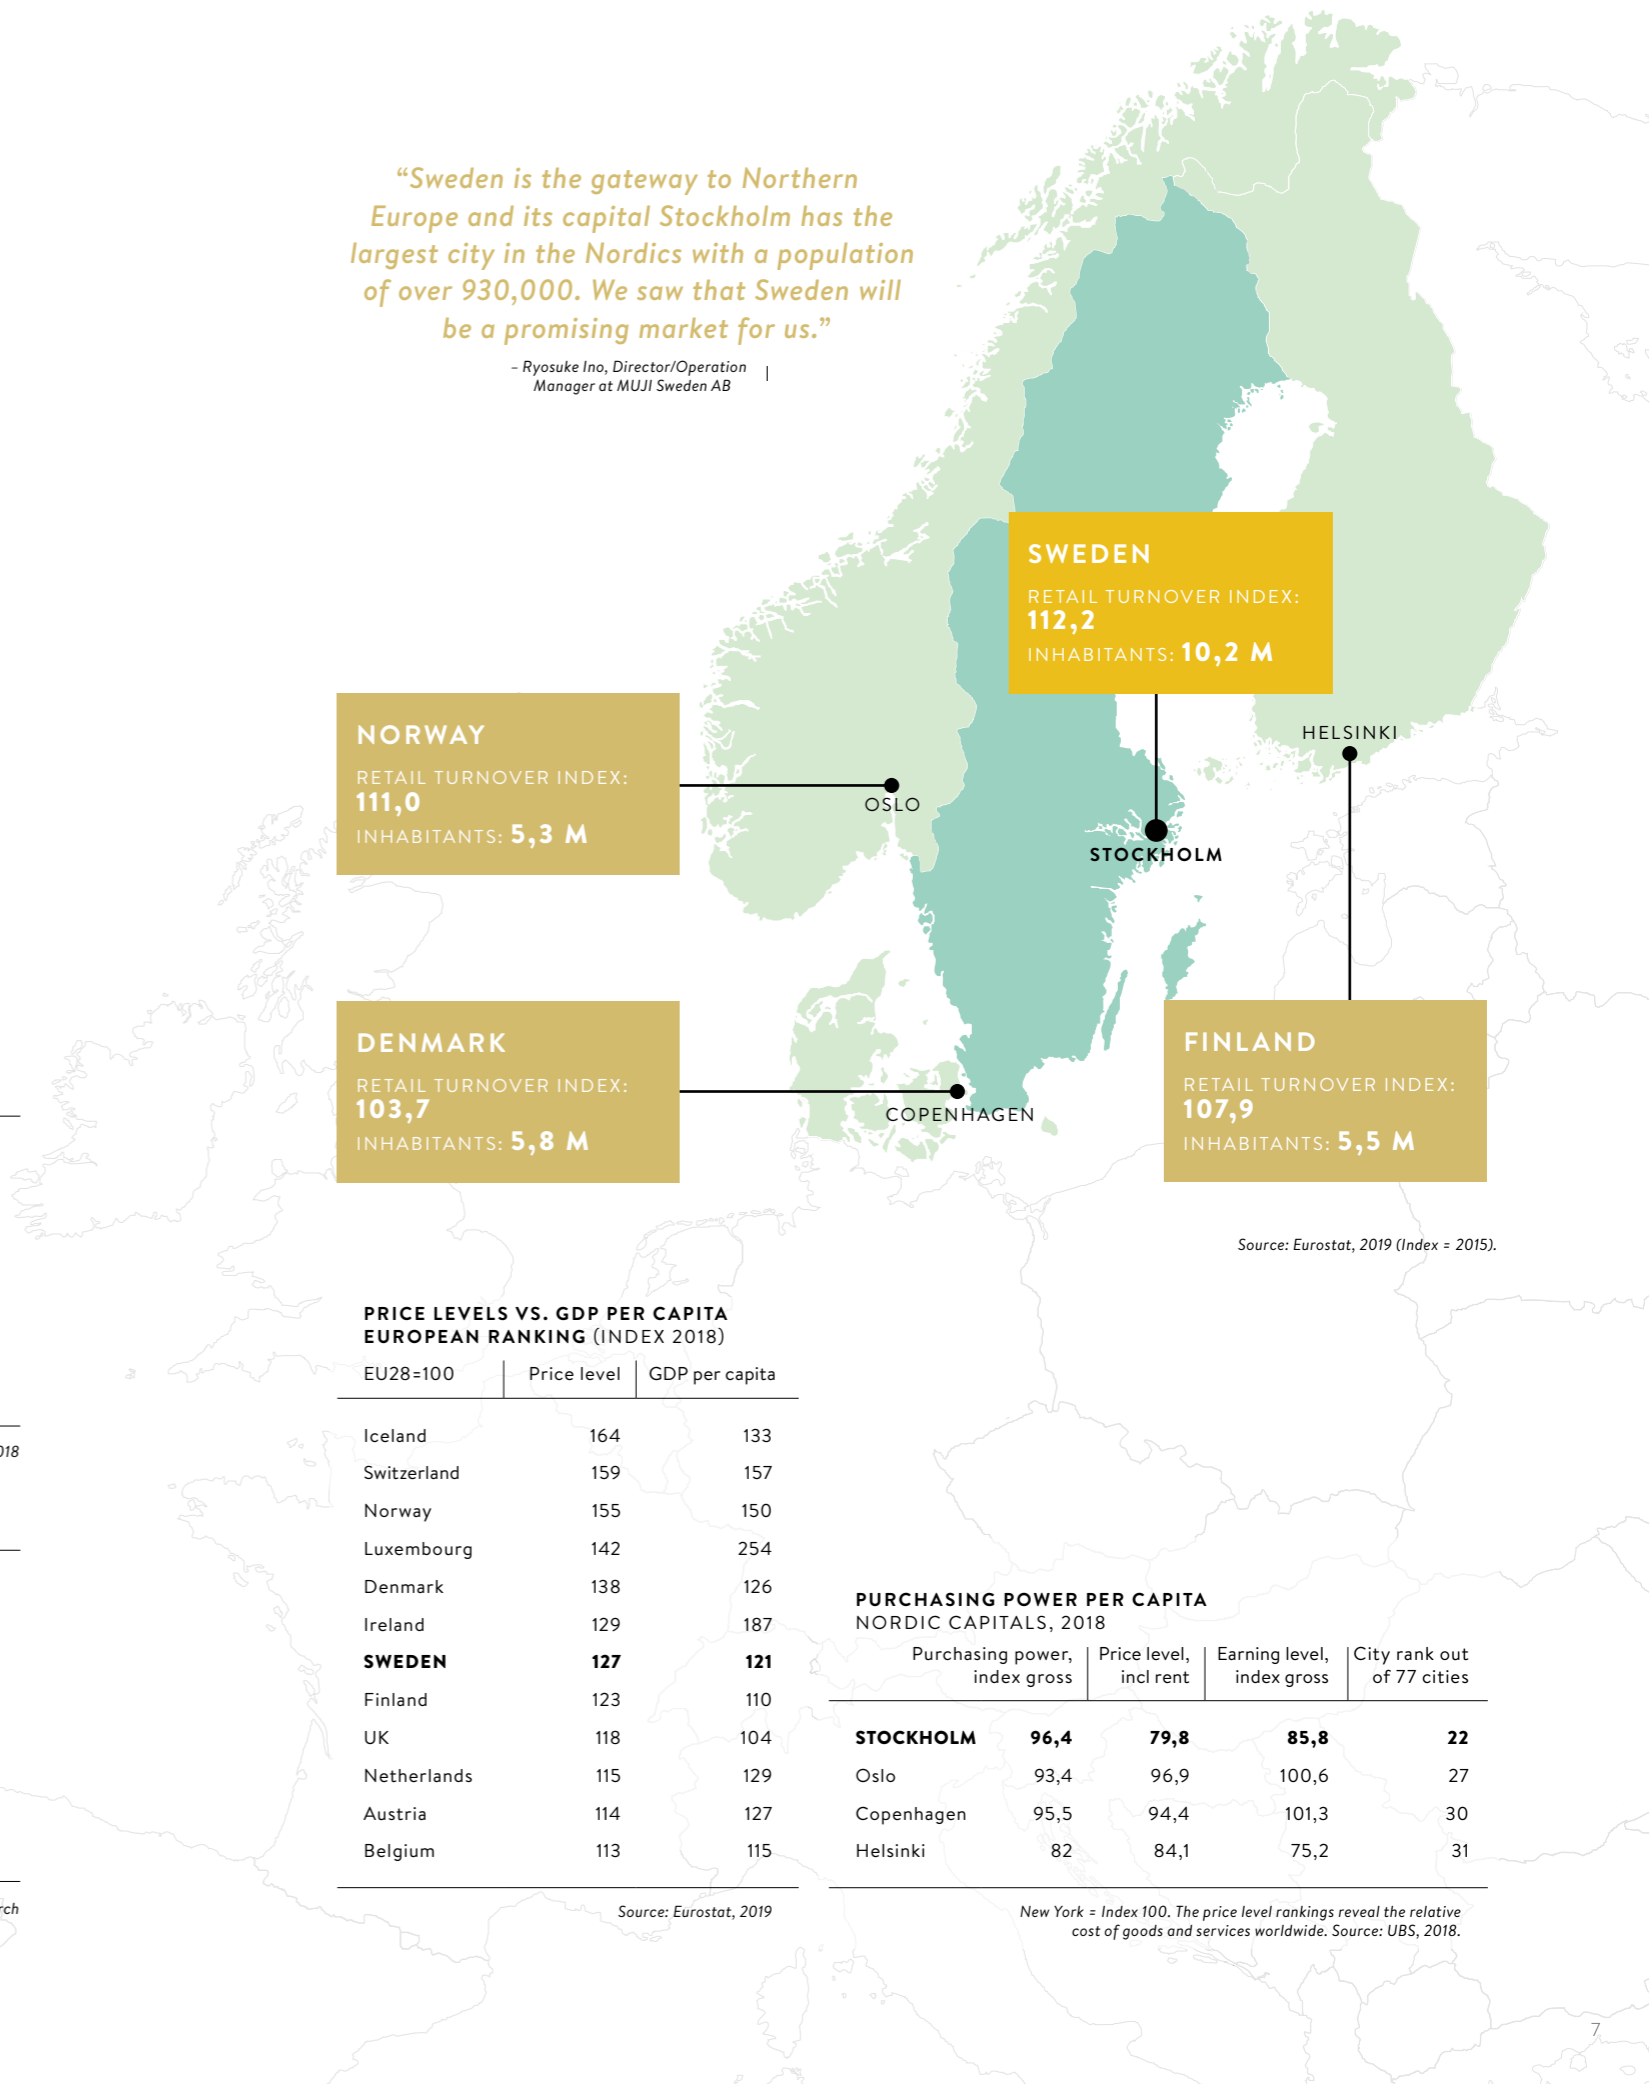 “Sweden is the gateway to Northern
Europe and its capital Stockholm has the
largest city in the Nordics with a population
of over 930,000. We saw that Sweden will
be a promising market for us.”
– Ryosuke Ino, Director/Operation
Manager at MUJI Sweden AB
SWEDEN
RETAIL TURNOVER INDEX:
112,2
INHABITANTS: 10,2 M
NORWAY
RETAIL TURNOVER INDEX:
111,0
INHABITANTS: 5,3 M
HELSINKI
OSLO
STOCKHOLM
DENMARK
RETAIL TURNOVER INDEX:
103,7
INHABITANTS: 5,8 M
COPENHAGEN
FINLAND
RETAIL TURNOVER INDEX:
107,9
INHABITANTS: 5,5 M
Source: Eurostat, 2019 (Index = 2015).
PRICE LEVELS VS. GDP PER CAPITA
EUROPEAN RANKING (INDEX 2018)
EU28=100 Price level GDP per capita
Iceland 164 133
Switzerland 159 157
Norway 155 150
Luxembourg 142 254
Denmark 138 126
Ireland 129 187
SWEDEN 127 121
Finland 123 110
UK 118 104
Netherlands 115 129
Austria 114 127
Belgium 113 115
Source: Eurostat, 2019
PURCHASING POWER PER CAPITA
NORDIC CAPITALS, 2018
Purchasing power, Price level, Earning level, City rank out
index gross incl rent index gross of 77 cities
STOCKHOLM 96,4 79,8 85,8 22
Oslo 93,4 96,9 100,6 27
Copenhagen 95,5 94,4 101,3 30
Helsinki 82 84,1 75,2 31
New York = Index 100. The price level rankings reveal the relative
cost of goods and services worldwide. Source: UBS, 2018.
7